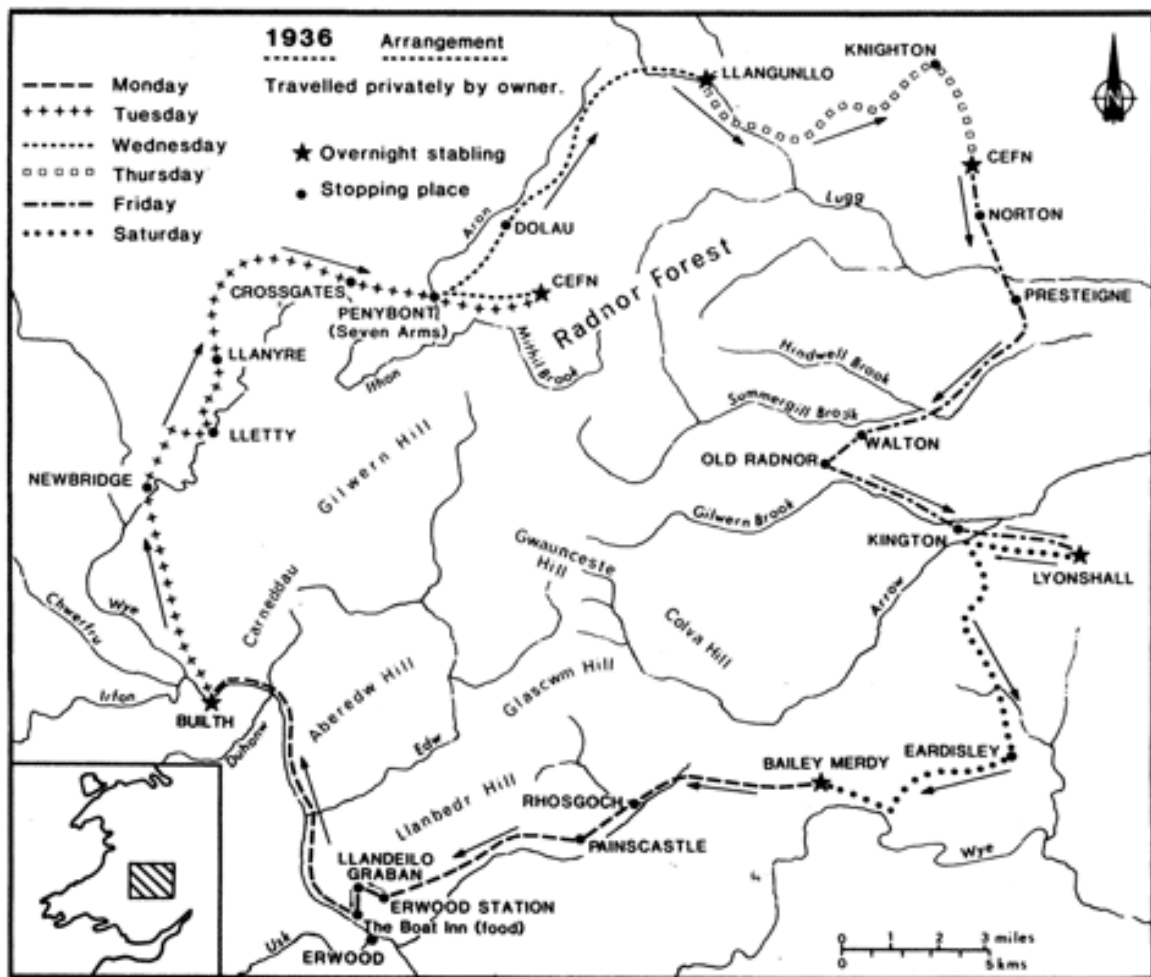 1936 Arrangement
Travelled privately by owner.
Monday
Tuesday
Wednesday
Thursday
Friday
Saturday
Overnight stabling
Stopping place
N
KNIGHTON
LLANGUNLLO
CEFN
NORTON
Lugg
Aron
DOLAU
Radnor Forest
CROSSGATES
PENYBONT
(Seven Arms)
CEFN
PRESTEIGNE
LLANYRE
Ithon
Mithil Brook
Hindwell Brook
Summergill Brook
LLETTY
WALTON
OLD RADNOR
NEWBRIDGE
Gilwern Hill
Gilwern Brook
KINGTON
LYONSHALL
Gwaunceste
Hill
Arrow
Colva Hill
Carneddau
Chwerfru
Wye
Irfon
BUILTH
Duhonw
Aberedw Hill
Glascwm Hill
Edw
EARDISLEY
BAILEY MERDY
Llanbedr Hill
RHOSGOCH
PAINSCASTLE
Wye
LLANDEILO
GRABAN
ERWOOD STATION
The Boat Inn (food)
ERWOOD
Usk
0 1 2 3 miles
0 5 kms